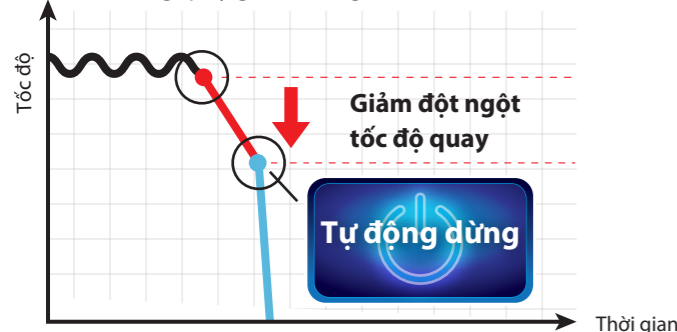 Tốc độ
Giảm đột ngột
tốc độ quay
Tự động dừng
Thời gian